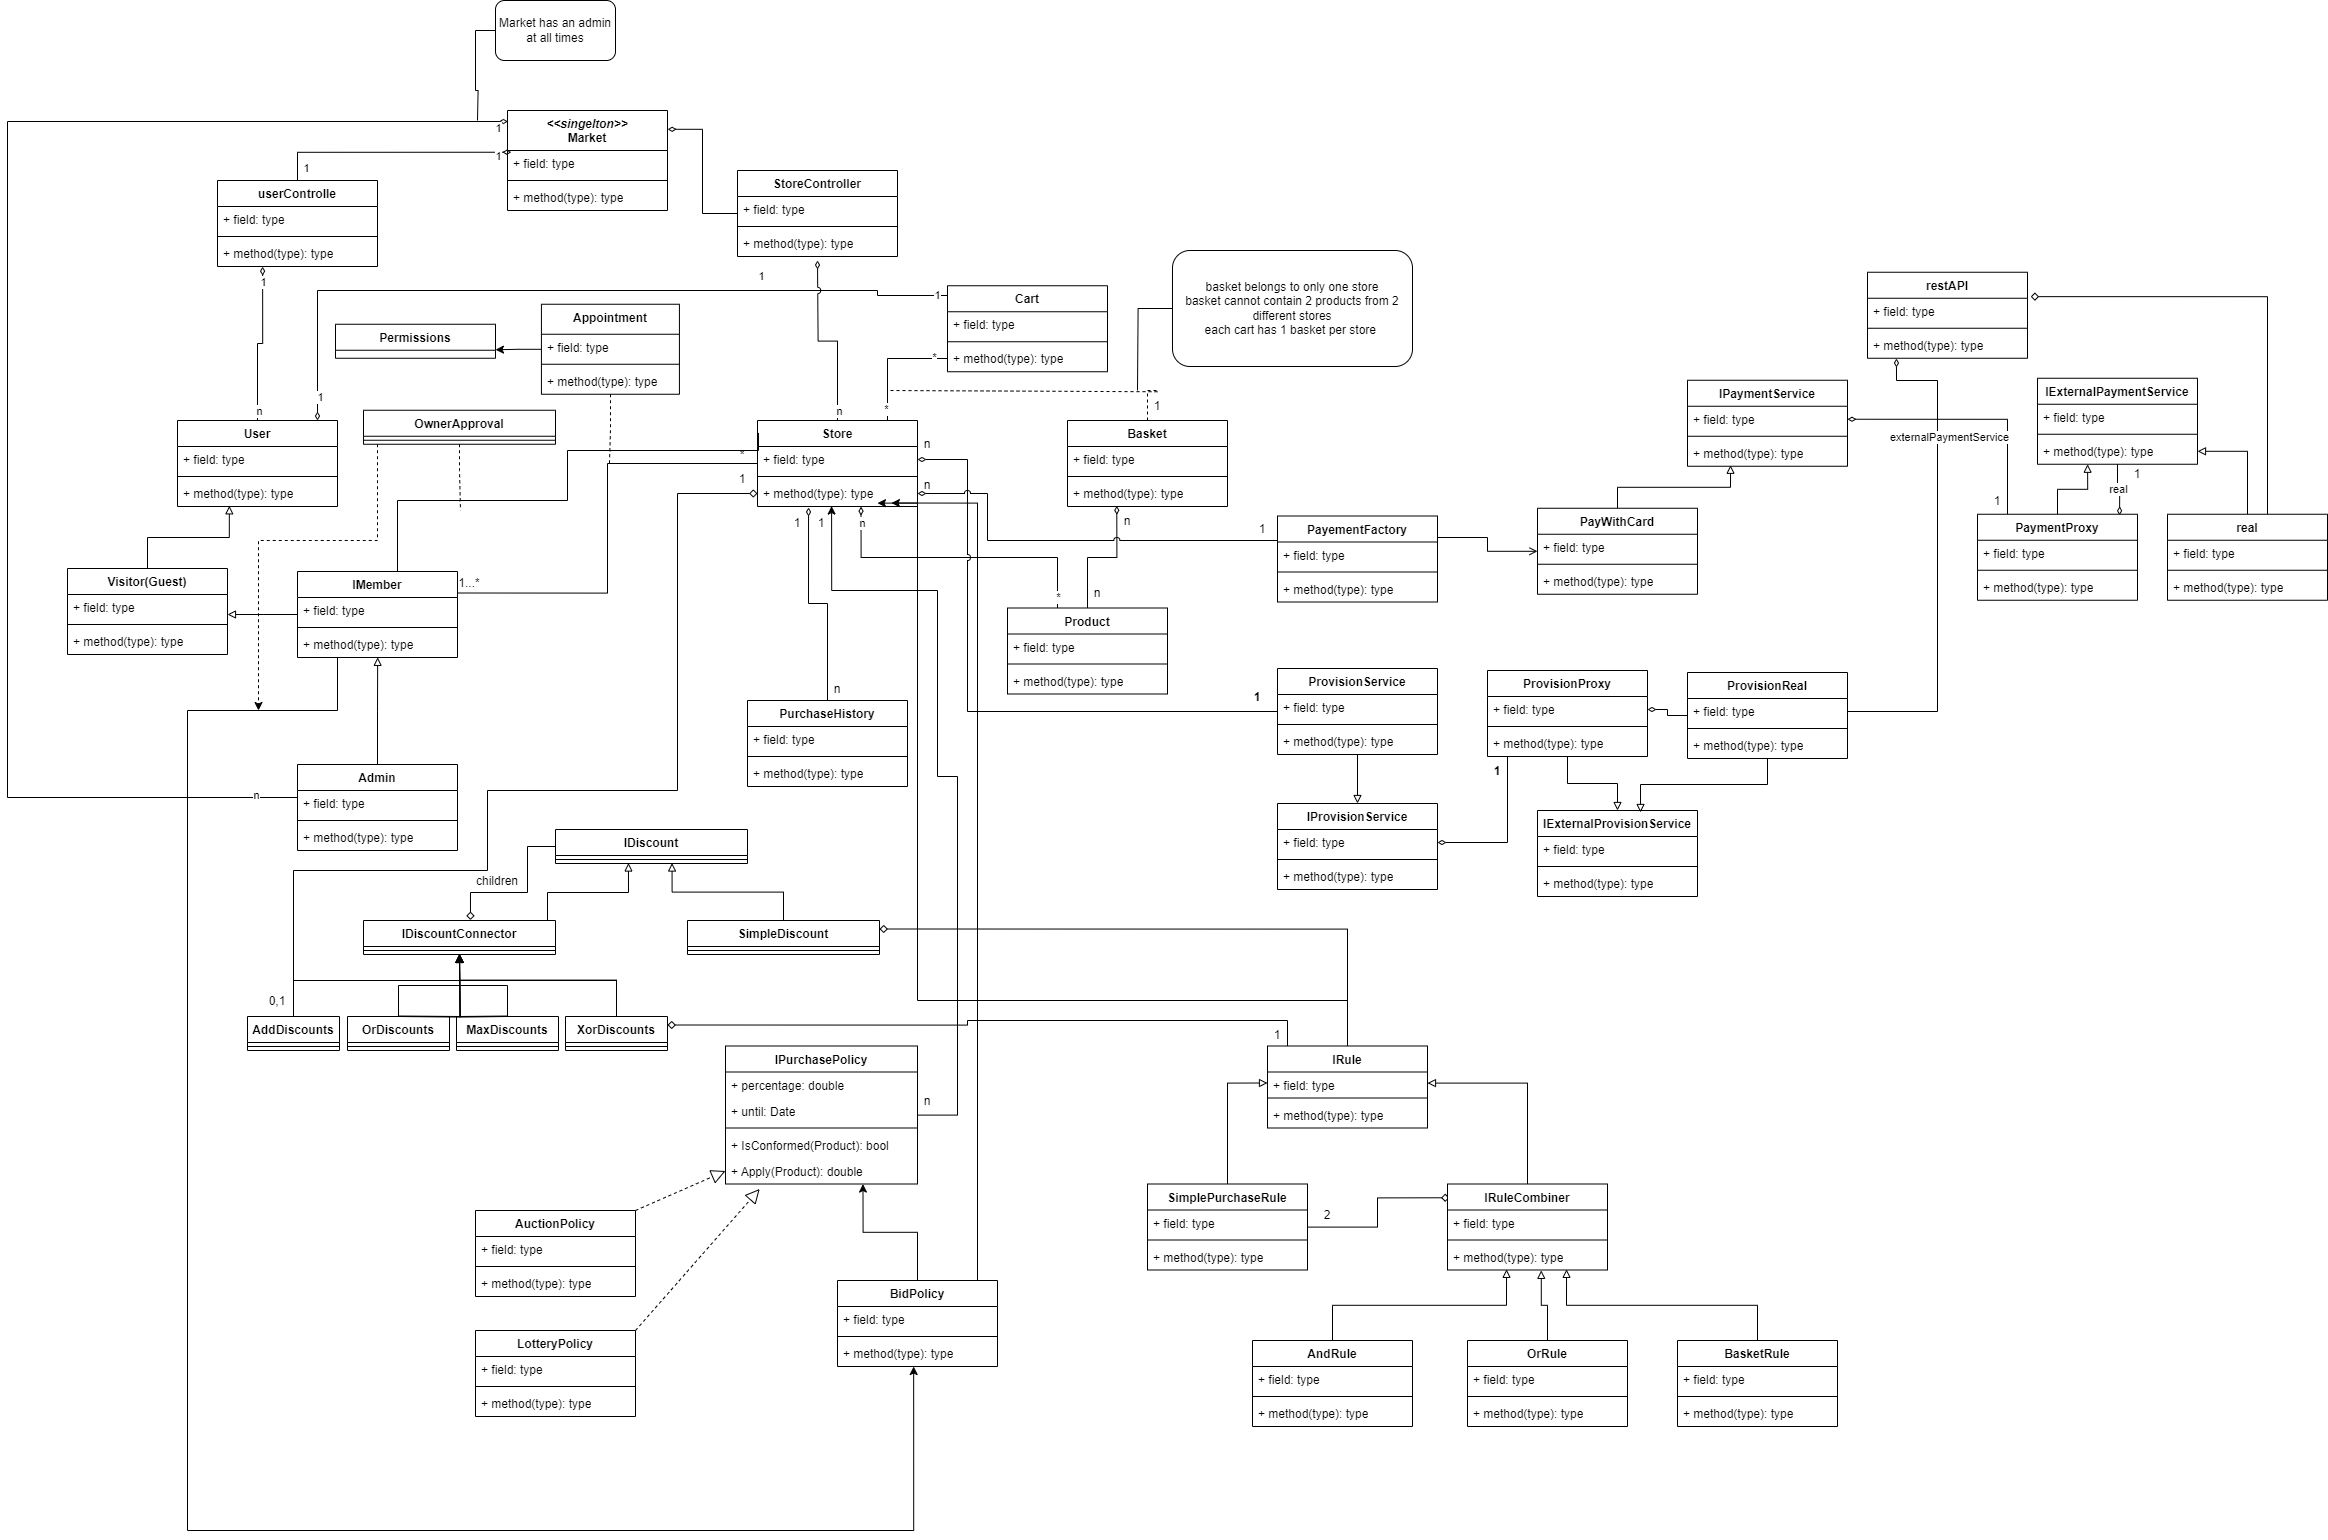 Market has an admin
at all times
<<singelton>>
Market
+ field: type
+ method(type): type
1
1
1
userControlle
+ field: type
+ method(type): type
1
n
StoreController
+ field: type
+ method(type): type
1
1
1
Cart
+ field: type
+ method(type): type
*
*
n
basket belongs to only one store
basket cannot contain 2 products from 2
different stores
each cart has 1 basket per store
1
restAPI
+ field: type
+ method(type): type
Permissions
Appointment
+ field: type
+ method(type): type
OwnerApproval
User
+ field: type
+ method(type): type
Store
+ field: type
+ method(type): type
*
1
n
n
1
1
n
Basket
+ field: type
+ method(type): type
n
IPaymentService
+ field: type
+ method(type): type
externalPaymentService
1
IExternalPaymentService
+ field: type
+ method(type): type
1
real
PaymentProxy
+ field: type
+ method(type): type
real
+ field: type
+ method(type): type
1
PayementFactory
+ field: type
+ method(type): type
PayWithCard
+ field: type
+ method(type): type
Visitor(Guest)
+ field: type
+ method(type): type
IMember
+ field: type
+ method(type): type
1...*
*
n
Product
+ field: type
+ method(type): type
n
PurchaseHistory
+ field: type
+ method(type): type
1
ProvisionService
+ field: type
+ method(type): type
ProvisionProxy
+ field: type
+ method(type): type
1
ProvisionReal
+ field: type
+ method(type): type
n
Admin
+ field: type
+ method(type): type
IProvisionService
+ field: type
+ method(type): type
IExternalProvisionService
+ field: type
+ method(type): type
IDiscount
children
IDiscountConnector
SimpleDiscount
0,1
AddDiscounts
OrDiscounts
MaxDiscounts
XorDiscounts
1
IPurchasePolicy
+ percentage: double
+ until: Date
+ IsConformed(Product): bool
+ Apply(Product): double
n
IRule
+ field: type
+ method(type): type
AuctionPolicy
+ field: type
+ method(type): type
SimplePurchaseRule
+ field: type
+ method(type): type
2
IRuleCombiner
+ field: type
+ method(type): type
LotteryPolicy
+ field: type
+ method(type): type
BidPolicy
+ field: type
+ method(type): type
AndRule
+ field: type
+ method(type): type
OrRule
+ field: type
+ method(type): type
BasketRule
+ field: type
+ method(type): type